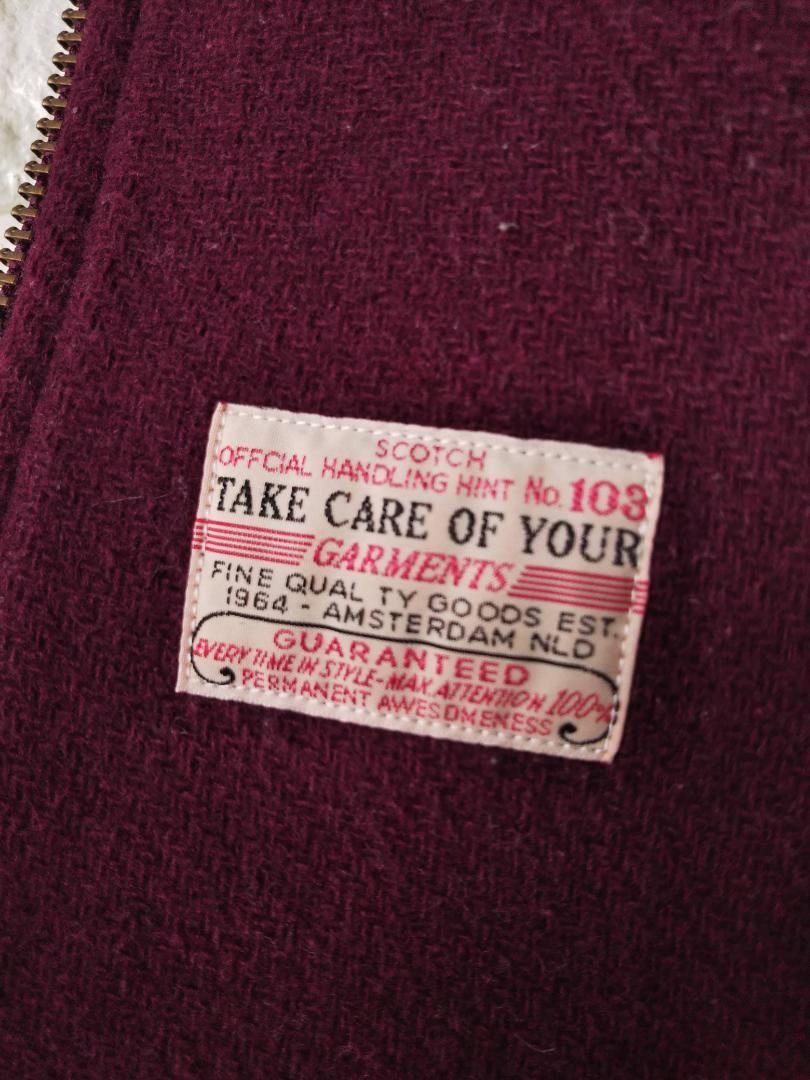 SCOTCH
OFFCIAL HANDLING HINT No. 103
TAKE CARE OF YOUR
GARMENTS
FINE QUAL TY GOODS EST.
1964 - AMSTERDAM NLD
GUARANTEED
EVERY TIME IN STYLE-MAX. ATTENTION 100%
PERMANENT AWESOMENESS